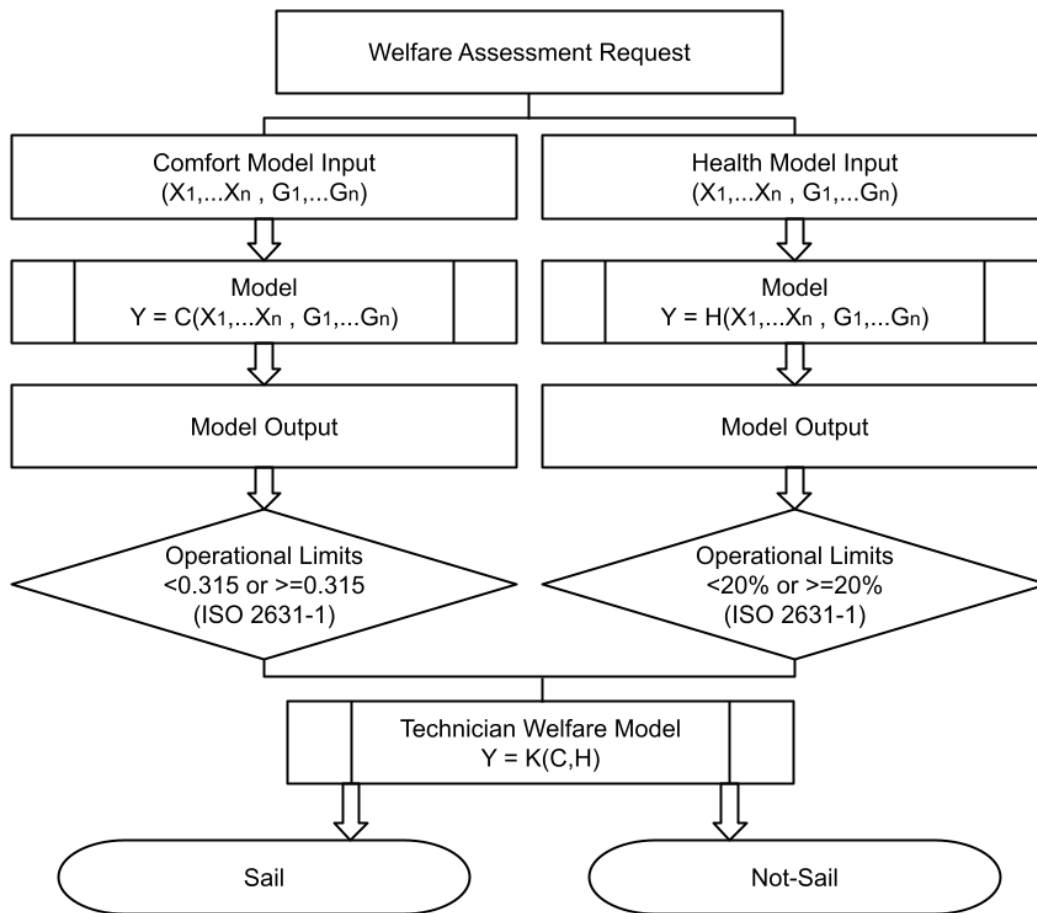 Welfare Assessment Request
Comfort Model Input
(X1,...Xn , G1,...Gn)
Health Model Input
(X1,...Xn , G1,...Gn)
Model
Y = C(X1,...Xn , G1,...Gn)
Model
Y = H(X1,...Xn , G1,...Gn)
Model Output
Model Output
Operational Limits
<0.315 or >=0.315
(ISO 2631-1)
Operational Limits
<20% or >=20%
(ISO 2631-1)
Technician Welfare Model
Y = K(C,H)
Sail
Not-Sail